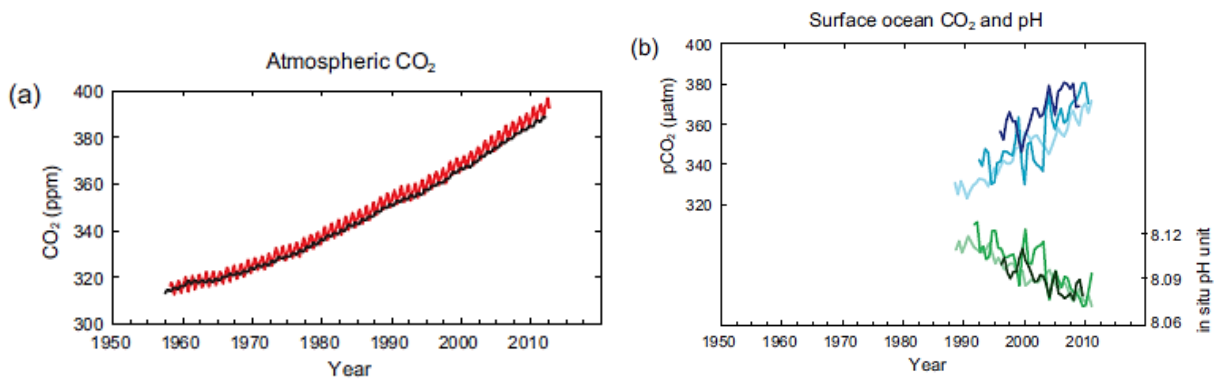 (a)
Atmospheric CO₂
CO₂ (ppm)
400
380
360
340
320
300
1950 1960 1970 1980 1990 2000 2010
Year
(b)
Surface ocean CO₂ and pH
pCO₂ (µatm)
400
380
360
340
320
8.12
8.09
8.06
in situ pH unit
1950 1960 1970 1980 1990 2000 2010
Year